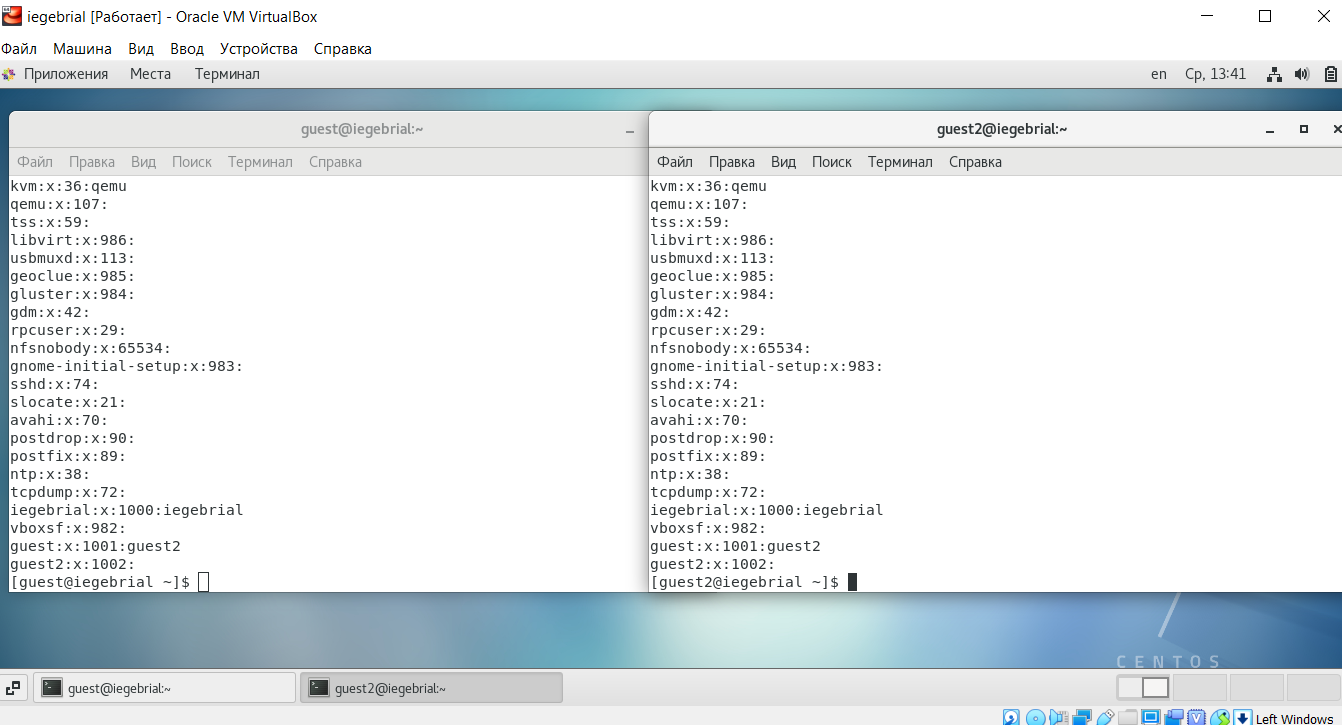 iegebrial [Работает] - Oracle VM VirtualBox
Файл Машина Вид Ввод Устройства Справка
Приложения Места Терминал en Ср, 13:41
guest@iegebrial:~
Файл Правка Вид Поиск Терминал Справка
kvm:x:36:qemu
qemu:x:107:
tss:x:59:
libvirt:x:986:
usbmuxd:x:113:
geoclue:x:985:
gluster:x:984:
gdm:x:42:
rpcuser:x:29:
nfsnobody:x:65534:
gnome-initial-setup:x:983:
sshd:x:74:
slocate:x:21:
avahi:x:70:
postdrop:x:90:
postfix:x:89:
ntp:x:38:
tcpdump:x:72:
iegebrial:x:1000:iegebrial
vboxsf:x:982:
guest:x:1001:guest2
guest2:x:1002:
[guest@iegebrial ~]$
guest2@iegebrial:~
Файл Правка Вид Поиск Терминал Справка
kvm:x:36:qemu
qemu:x:107:
tss:x:59:
libvirt:x:986:
usbmuxd:x:113:
geoclue:x:985:
gluster:x:984:
gdm:x:42:
rpcuser:x:29:
nfsnobody:x:65534:
gnome-initial-setup:x:983:
sshd:x:74:
slocate:x:21:
avahi:x:70:
postdrop:x:90:
postfix:x:89:
ntp:x:38:
tcpdump:x:72:
iegebrial:x:1000:iegebrial
vboxsf:x:982:
guest:x:1001:guest2
guest2:x:1002:
[guest2@iegebrial ~]$
CENTOS
guest@iegebrial:~ guest2@iegebrial:~
Left Windows